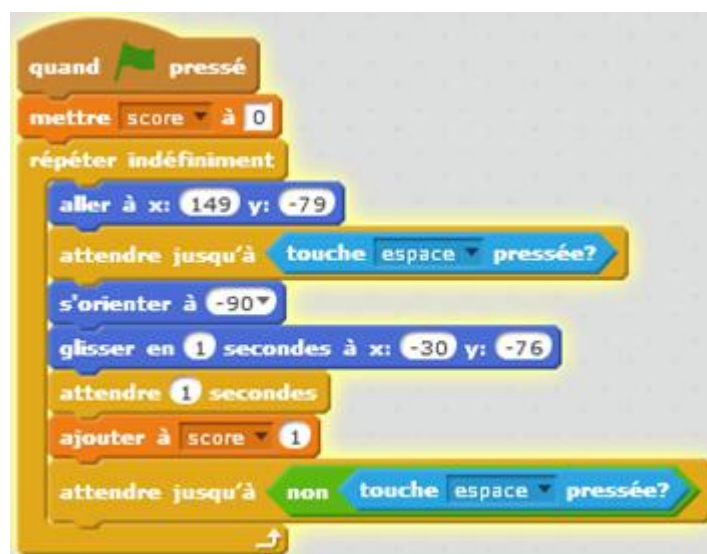 quand pressé
mettre score à 0
répéter indéfiniment
aller à x: 149 y: -79
attendre jusqu'à touche espace pressée?
s'orienter à -90
glisser en 1 secondes à x: -30 y: -76
attendre 1 secondes
ajouter à score 1
attendre jusqu'à non touche espace pressée?